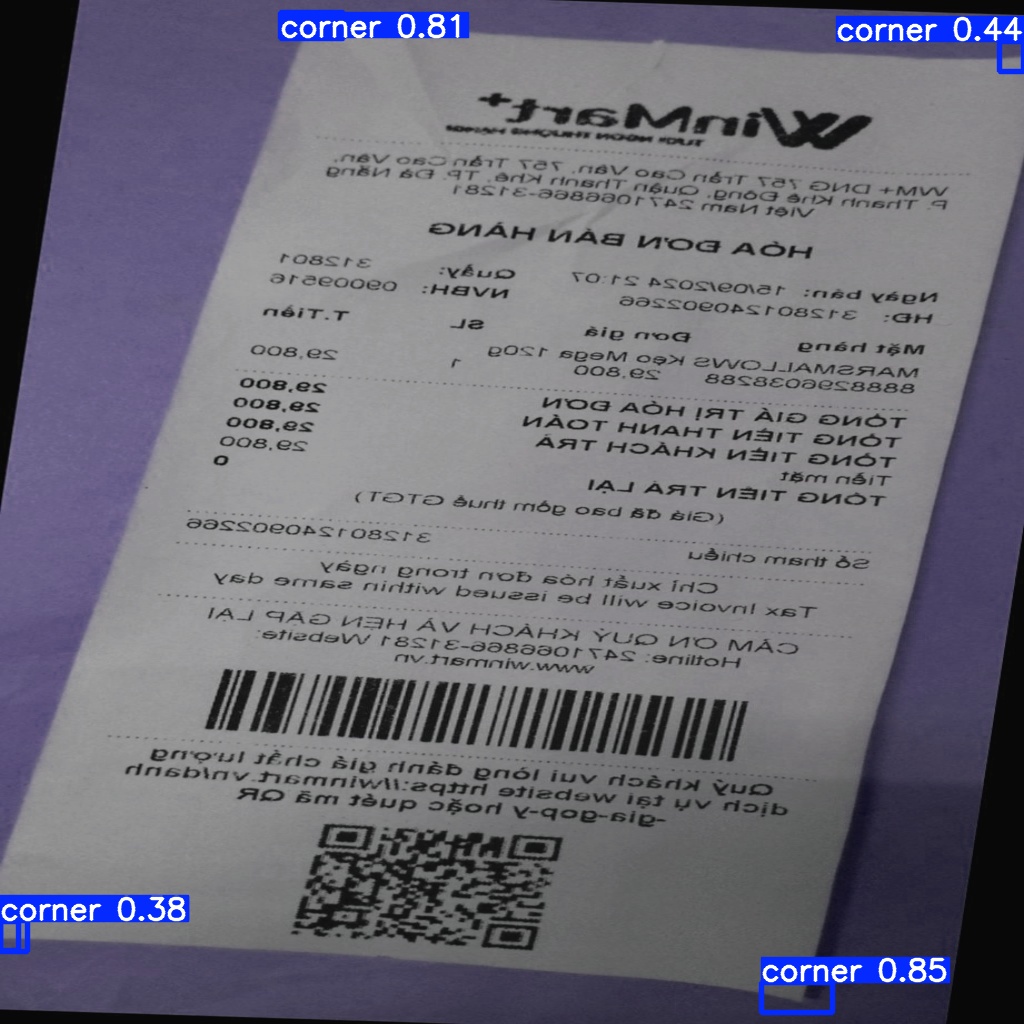 corner 0.81
corner 0.44
WinMart+
WM+ DNG 757 Trần Cao Vân, 757 Trần Cao Vân,
P. Thanh Khê Đông, Quận Thanh Khê, TP. Đà Nẵng
Việt Nam 2471066866-31281
HÓA ĐƠN BÁN HÀNG
Ngày bán: 15/09/2024 21:07 Quầy: 312801
HĐ: 312801240902266 NVBH: 09009516
Mặt hàng Đơn giá SL T.Tiền
MARSMALLOWS Kẹo Mega 120g
8888296038288 29.800 1 29.800
TỔNG GIÁ TRỊ HÓA ĐƠN 29.800
TỔNG TIỀN THANH TOÁN 29.800
TỔNG TIỀN KHÁCH TRẢ 29.800
Tiền mặt 29.800
TỔNG TIỀN TRẢ LẠI 0
(Giá đã bao gồm thuế GTGT)
Số tham chiếu 312801240902266
Chỉ xuất hóa đơn trong ngày
Tax Invoice will be issued within same day
CẢM ƠN QUÝ KHÁCH VÀ HẸN GẶP LẠI
Hotline: 2471066866-31281 Website:
www.winmart.vn
Quý khách vui lòng đánh giá chất lượng
dịch vụ tại website https://winmart.vn/danh
-gia-gop-y hoặc quét mã QR
corner 0.38
corner 0.85